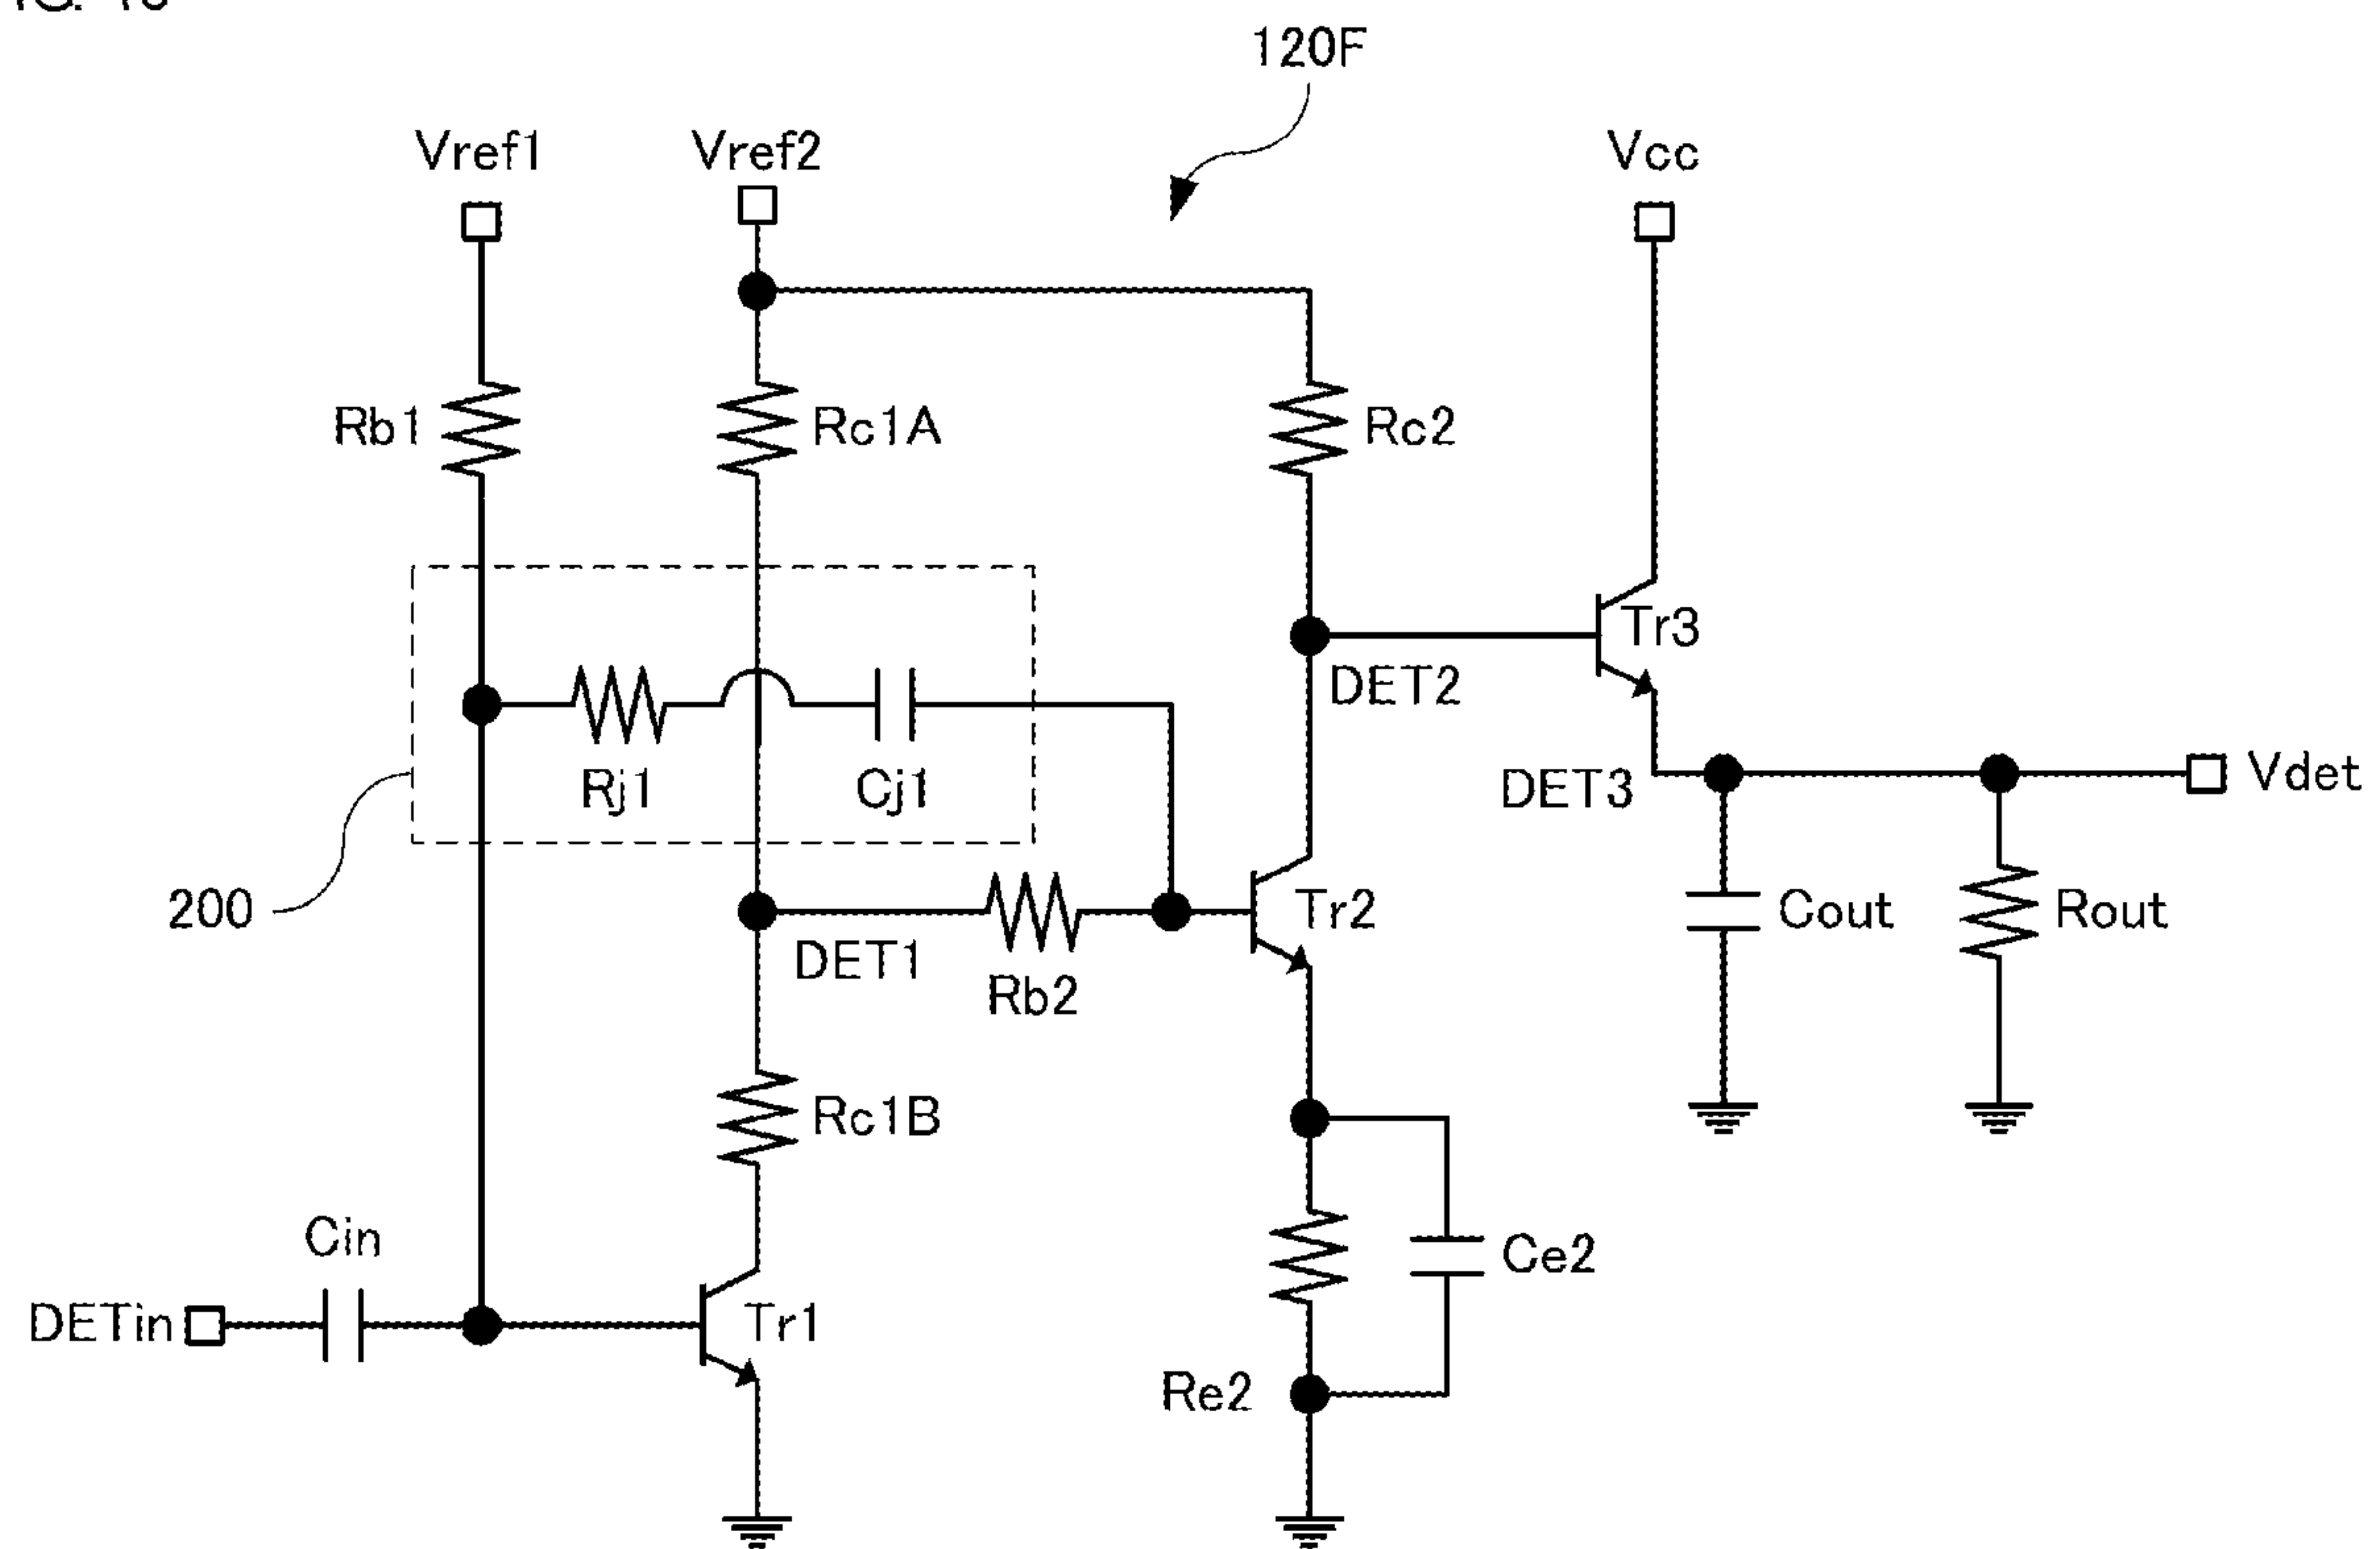 120F
Vref1
Vref2
Vcc
Rb1
Rc1A
Rc2
Tr3
DET2
Rj1
Cj1
DET3
Vdet
200
DET1
Rb2
Tr2
Cout
Rout
Rc1B
Cin
Ce2
DETin
Tr1
Re2